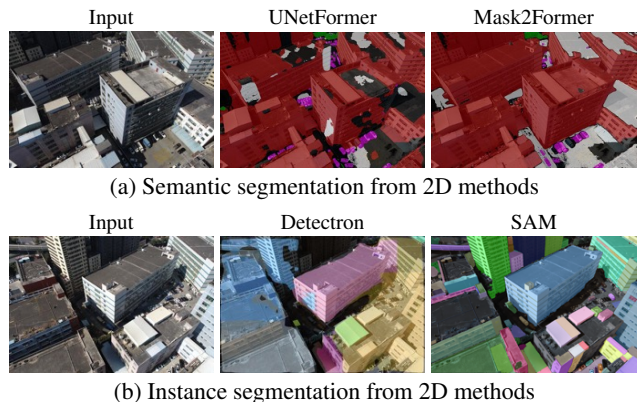 Input UNetFormer Mask2Former
(a) Semantic segmentation from 2D methods
Input Detectron SAM
(b) Instance segmentation from 2D methods